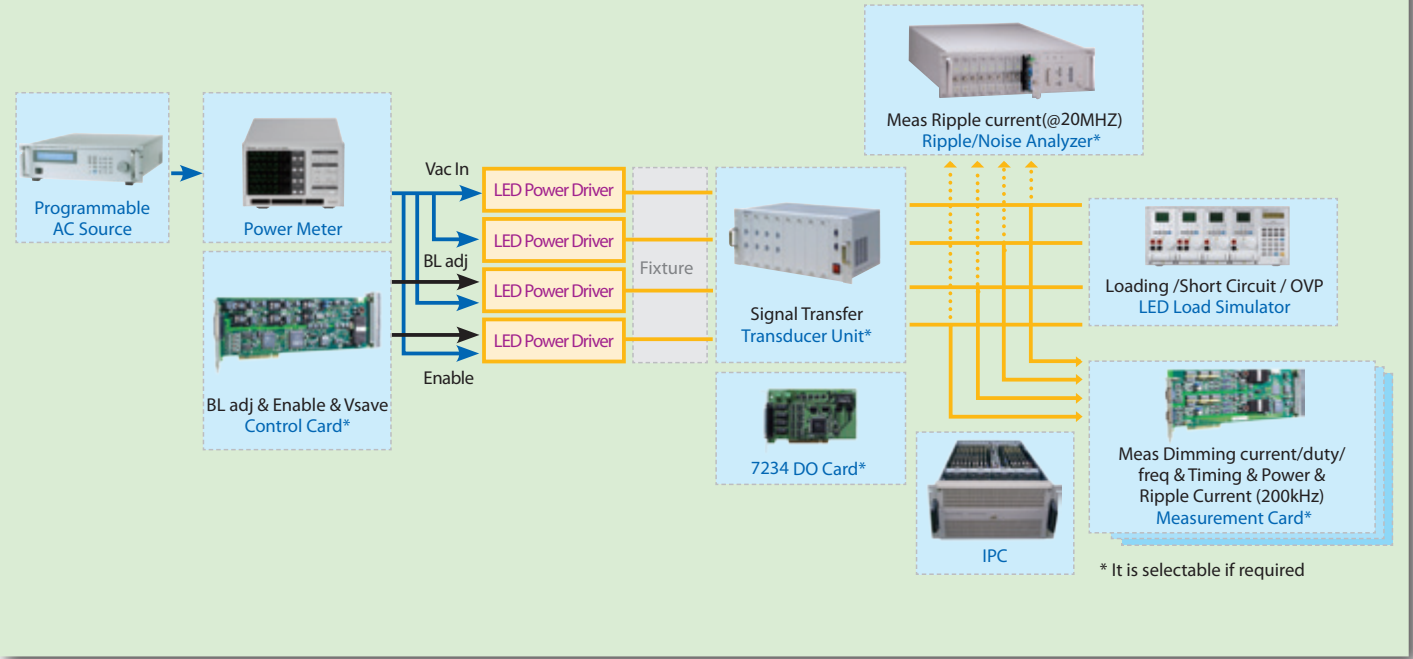 Meas Ripple current(@20MHZ)
Ripple/Noise Analyzer*
Programmable
AC Source
Power Meter
Vac In
LED Power Driver
LED Power Driver
BL adj
LED Power Driver
LED Power Driver
Enable
Fixture
BL adj & Enable & Vsave
Control Card*
Signal Transfer
Transducer Unit*
7234 DO Card*
Loading /Short Circuit / OVP
LED Load Simulator
IPC
Meas Dimming current/duty/
freq & Timing & Power &
Ripple Current (200kHz)
Measurement Card*
* It is selectable if required